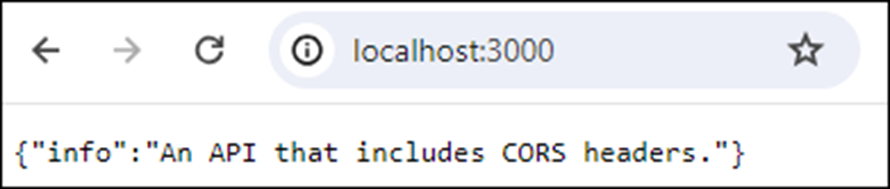 localhost:3000
{"info":"An API that includes CORS headers."}